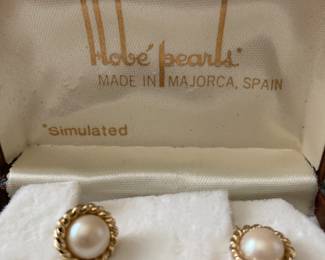 Hobé pearls*
MADE IN MAJORCA, SPAIN
*Simulated